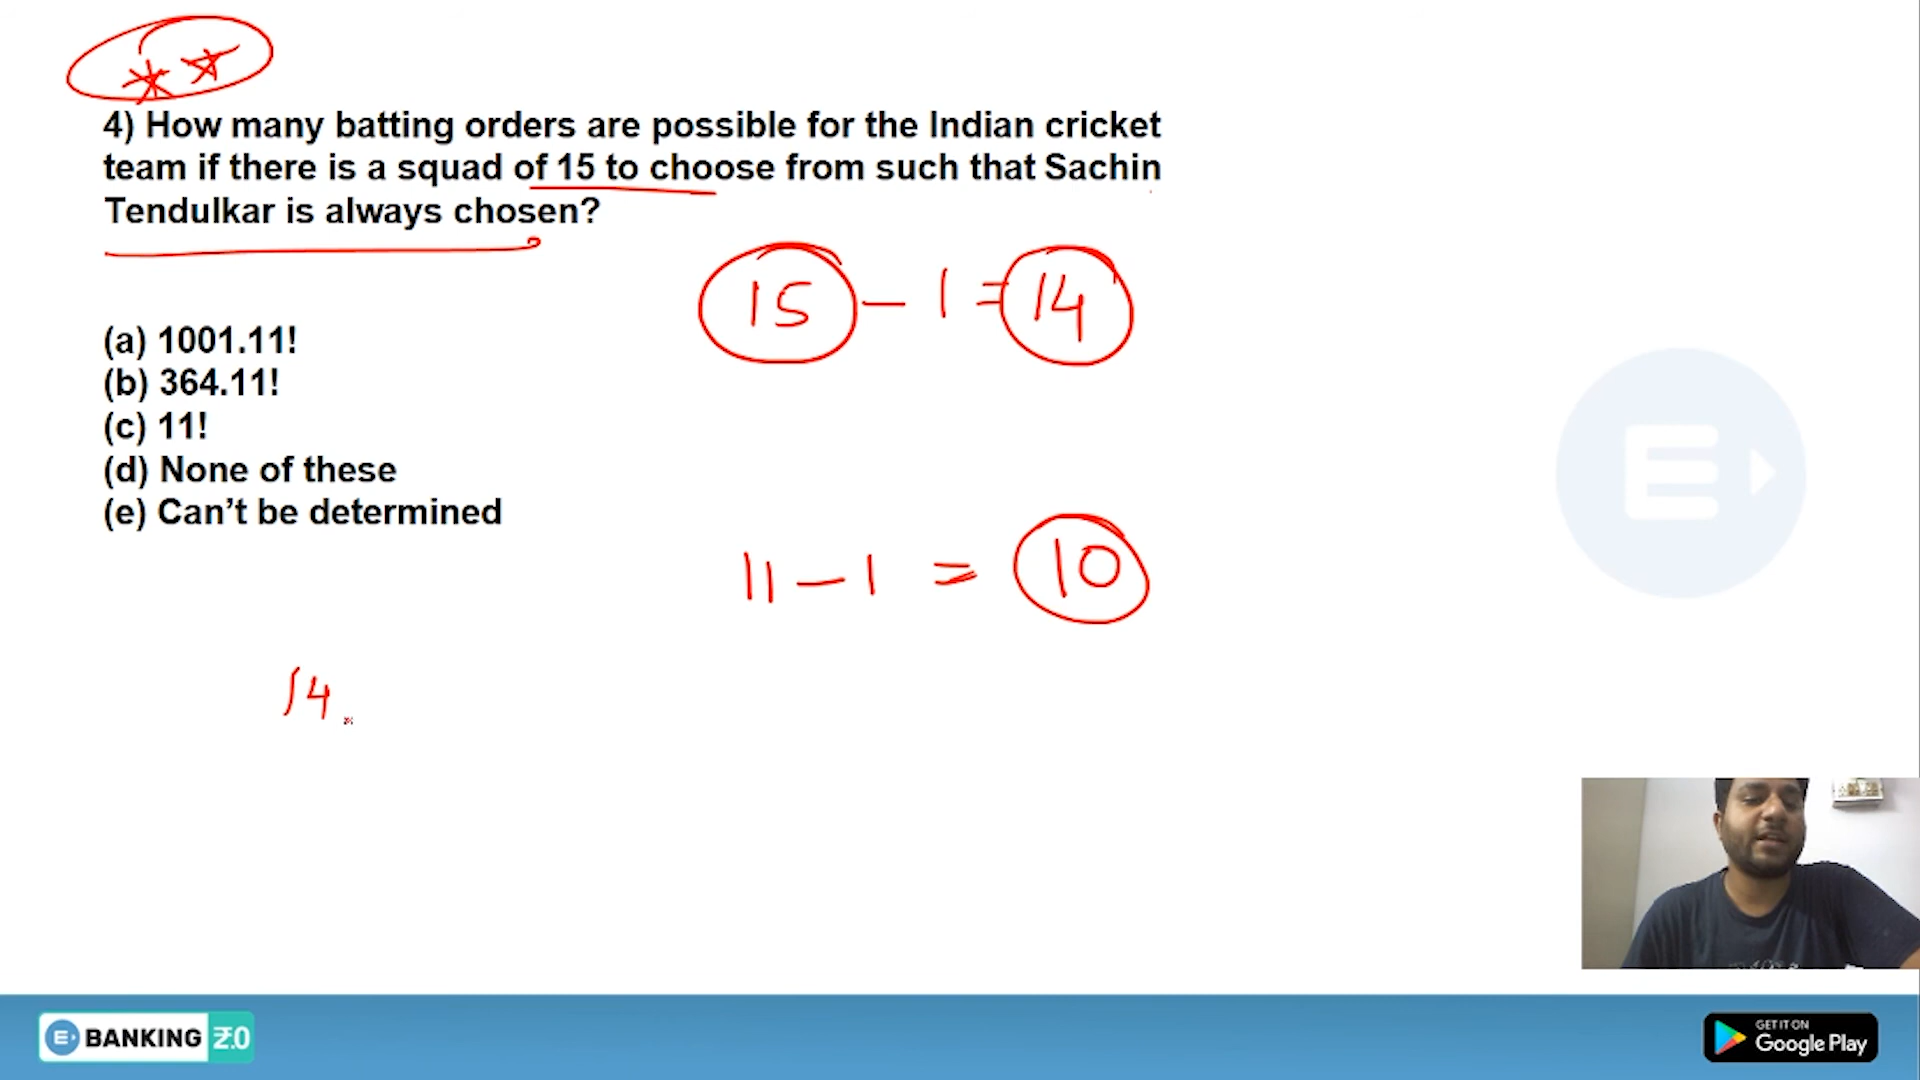 4) How many batting orders are possible for the Indian cricket
team if there is a squad of 15 to choose from such that Sachin
Tendulkar is always chosen?
15 - 1 = 14
(a) 1001.11!
(b) 364.11!
(c) 11!
(d) None of these
(e) Can’t be determined
11 - 1 = 10
14
E BANKING ₹2.0
GET IT ON
Google Play